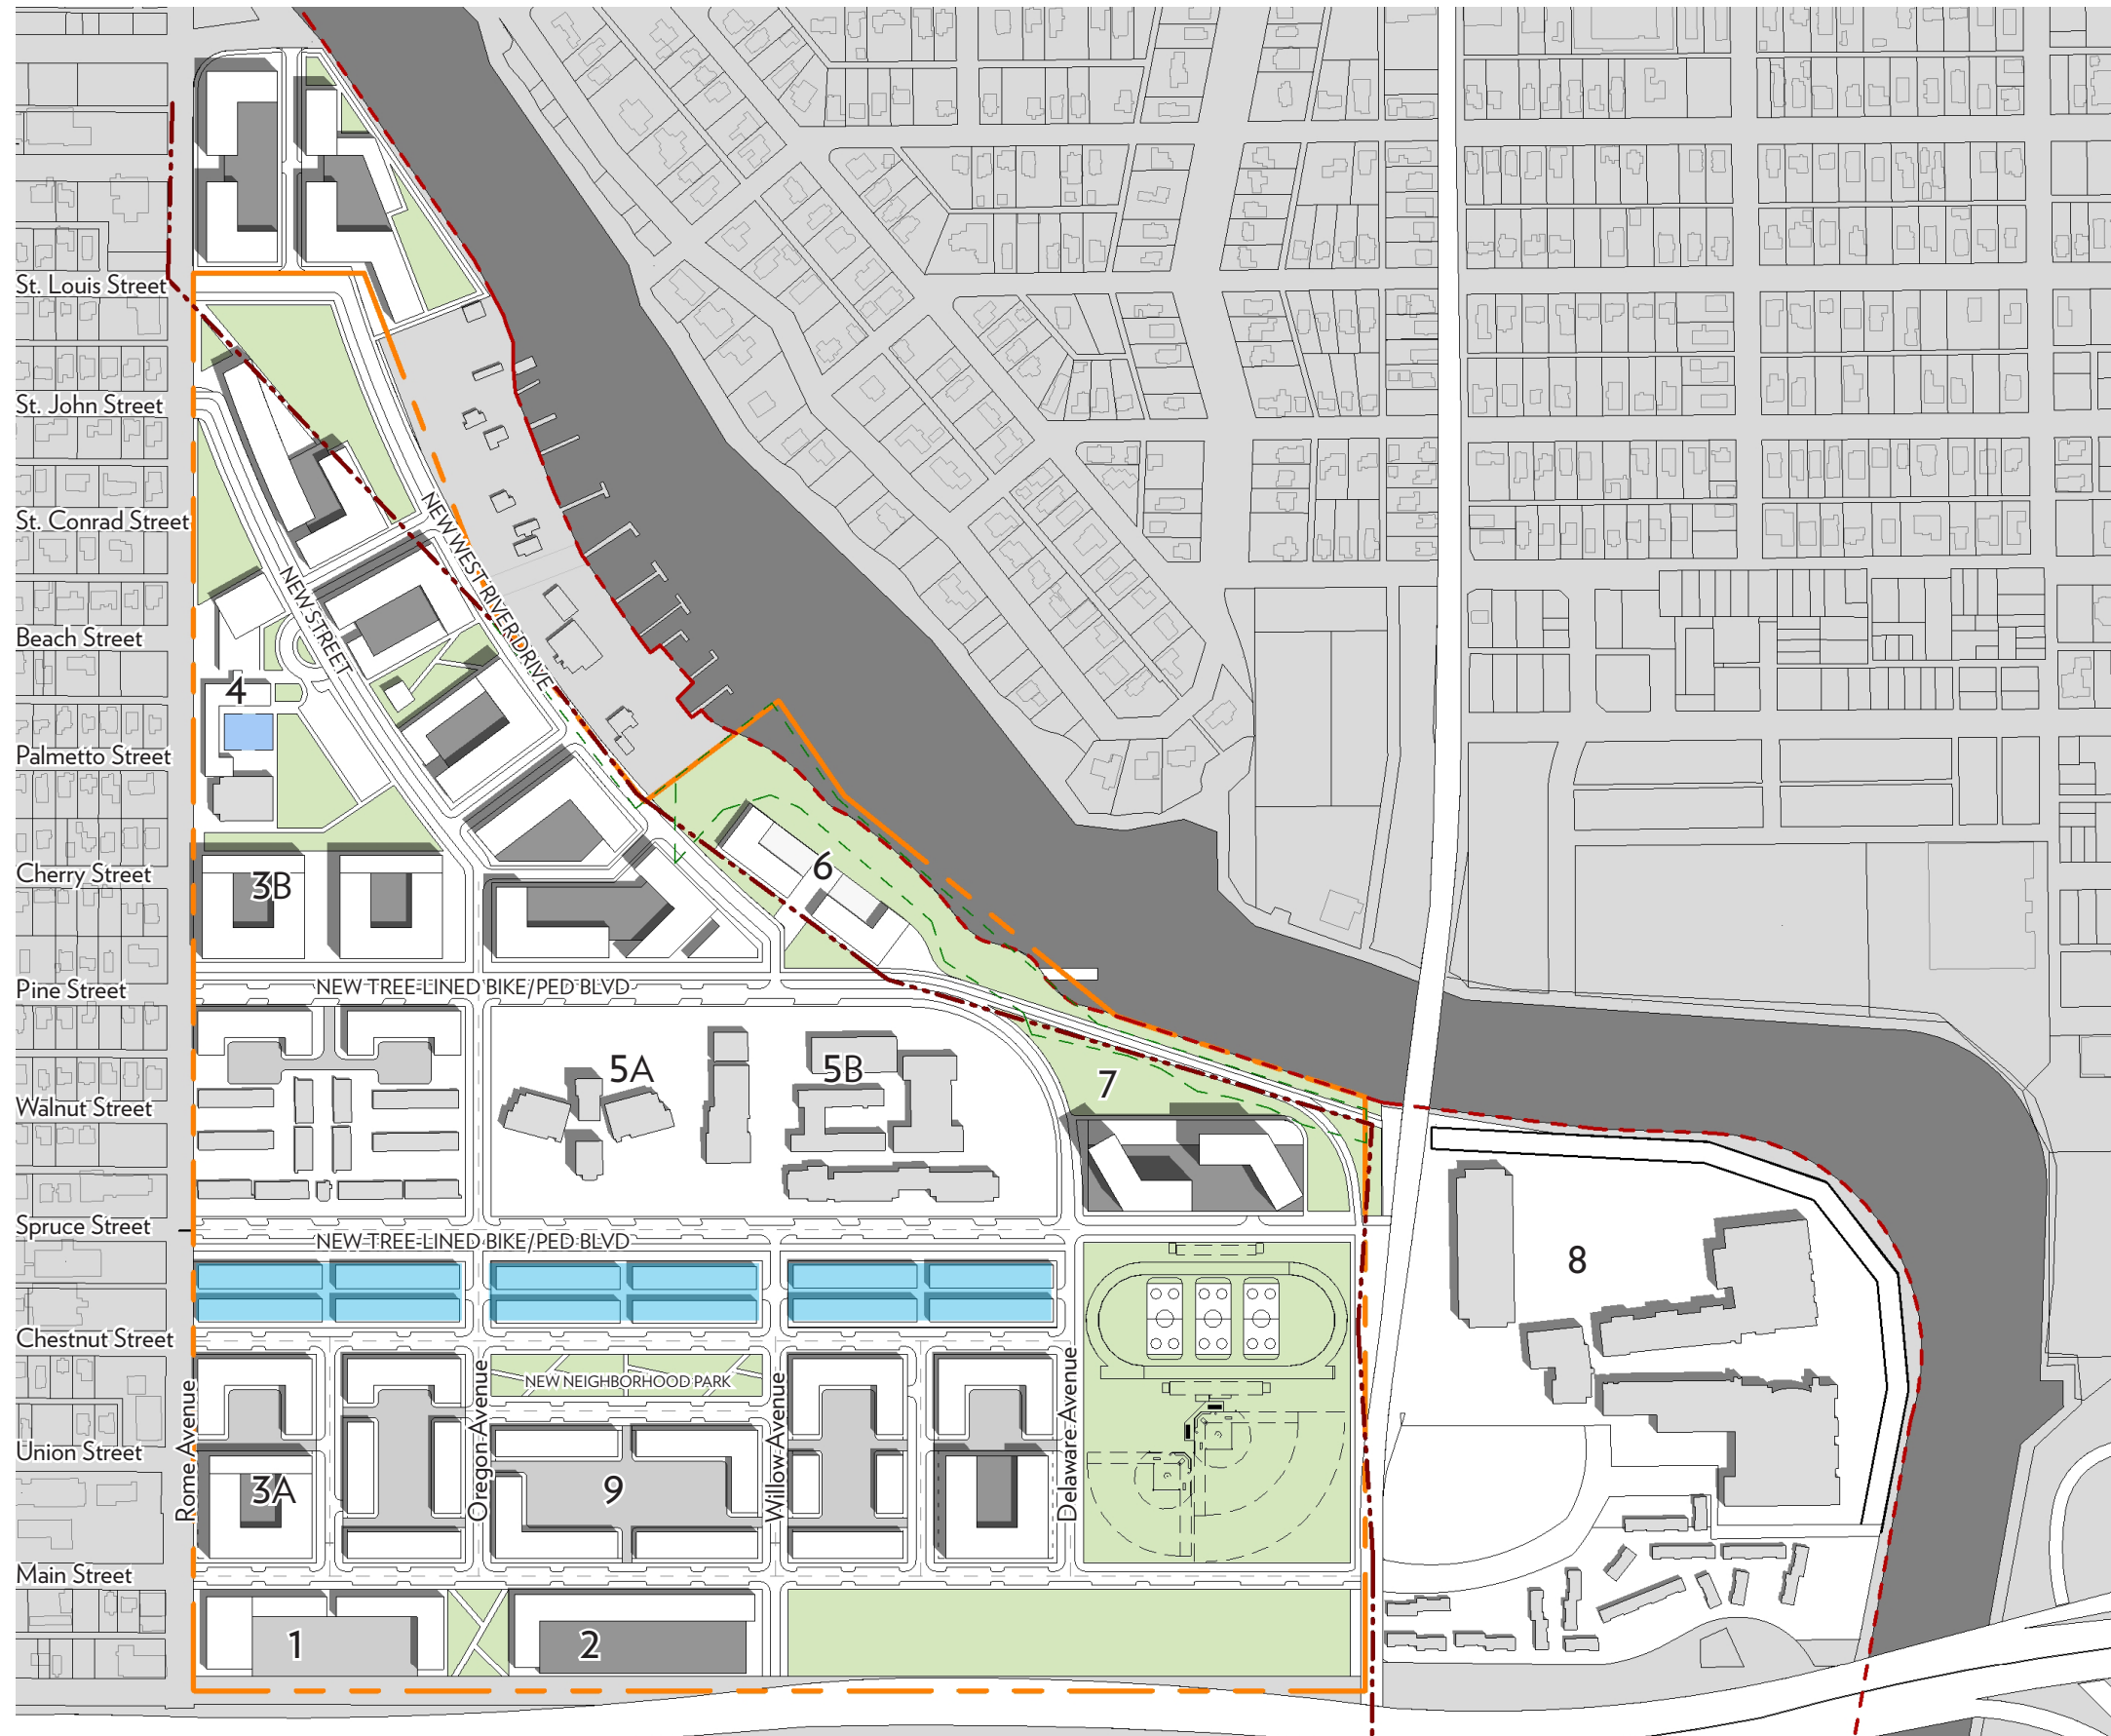 St. Louis Street
St. John Street
NEW WEST RIVER DRIVE
St. Conrad Street
NEW STREET
Beach Street
4
Palmetto Street
6
Cherry Street
3B
Pine Street
NEW TREE-LINED BIKE/PED BLVD
5A
5B
7
Walnut Street
Spruce Street
NEW TREE-LINED BIKE/PED BLVD
8
Chestnut Street
NEW NEIGHBORHOOD PARK
Rome Avenue
Oregon Avenue
Willow Avenue
Delaware Avenue
Union Street
3A
9
Main Street
1
2